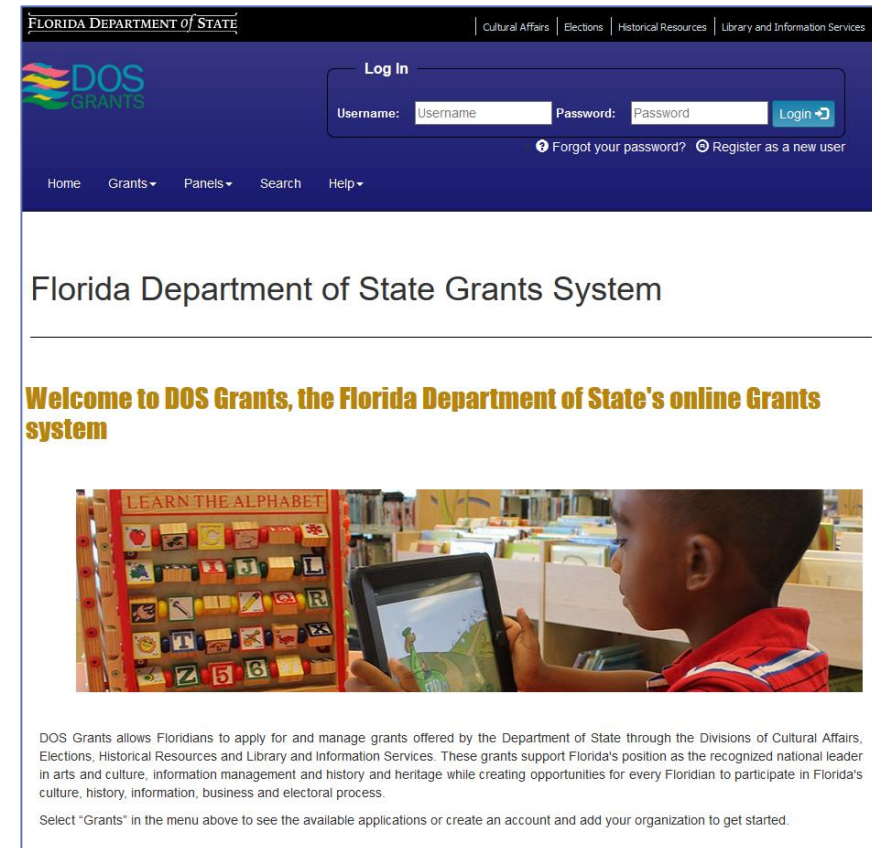 FLORIDA DEPARTMENT of STATE
Cultural Affairs | Elections | Historical Resources | Library and Information Services
DOS
GRANTS
Log In
Username: Username Password: Password Login
Forgot your password? Register as a new user
Home Grants Panels Search Help
Florida Department of State Grants System
Welcome to DOS Grants, the Florida Department of State's online Grants
system
LEARN THE ALPHABET
C
I J L
Q R
T X
Z 5 6 7
DOS Grants allows Floridians to apply for and manage grants offered by the Department of State through the Divisions of Cultural Affairs,
Elections, Historical Resources and Library and Information Services. These grants support Florida's position as the recognized national leader
in arts and culture, information management and history and heritage while creating opportunities for every Floridian to participate in Florida's
culture, history, information, business and electoral process.
Select “Grants” in the menu above to see the available applications or create an account and add your organization to get started.